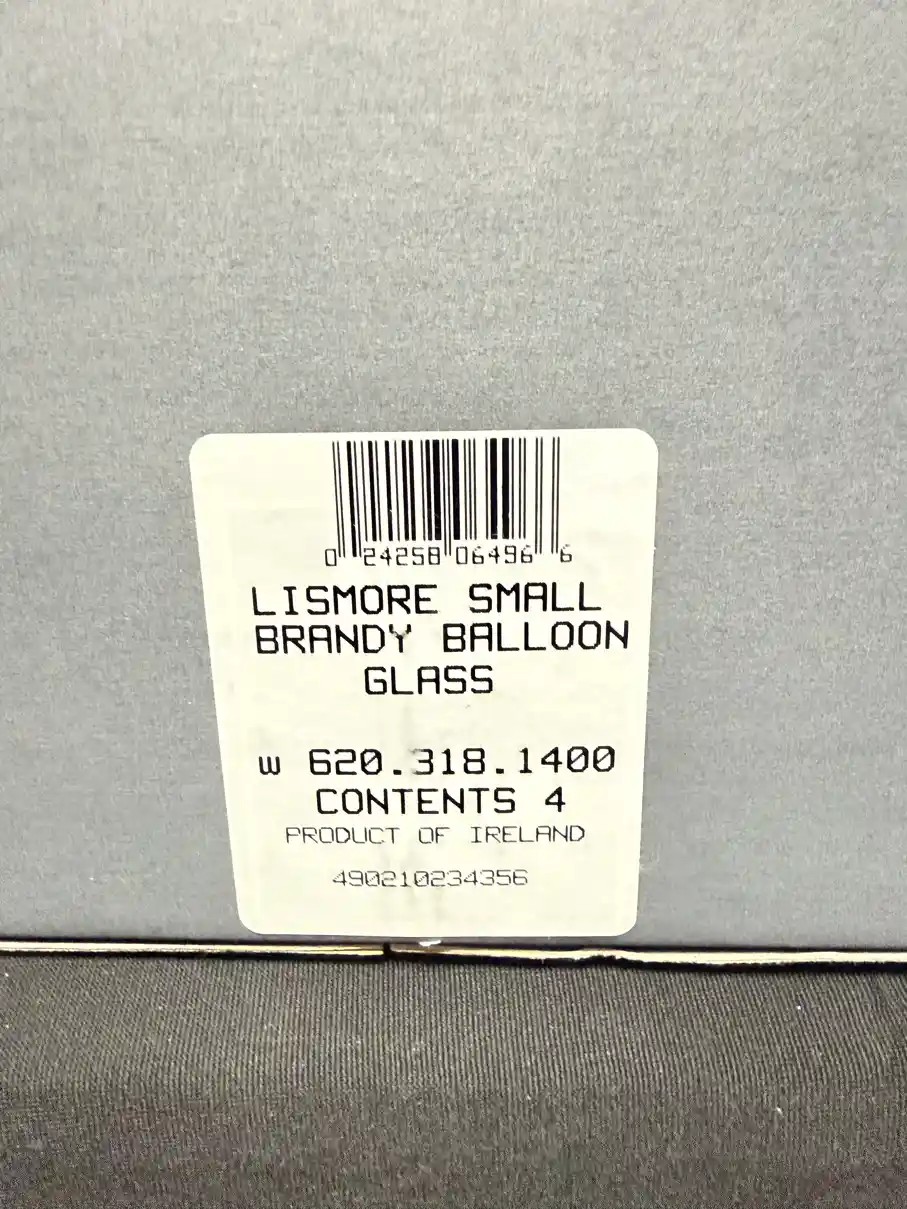 0 24258 06496 6
LISMORE SMALL
BRANDY BALLOON
GLASS
W 620.318.1400
CONTENTS 4
PRODUCT OF IRELAND
490210234356